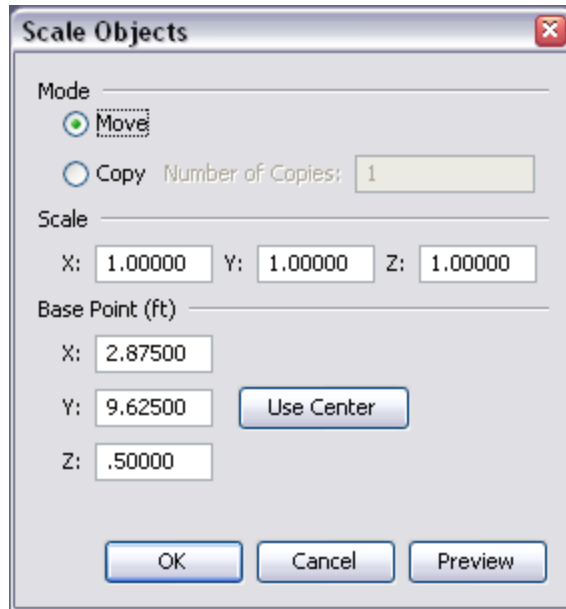 Scale Objects
Mode
Move
Copy Number of Copies: 1
Scale
X: 1.00000 Y: 1.00000 Z: 1.00000
Base Point (ft)
X: 2.87500
Y: 9.62500 Use Center
Z: .50000
OK Cancel Preview